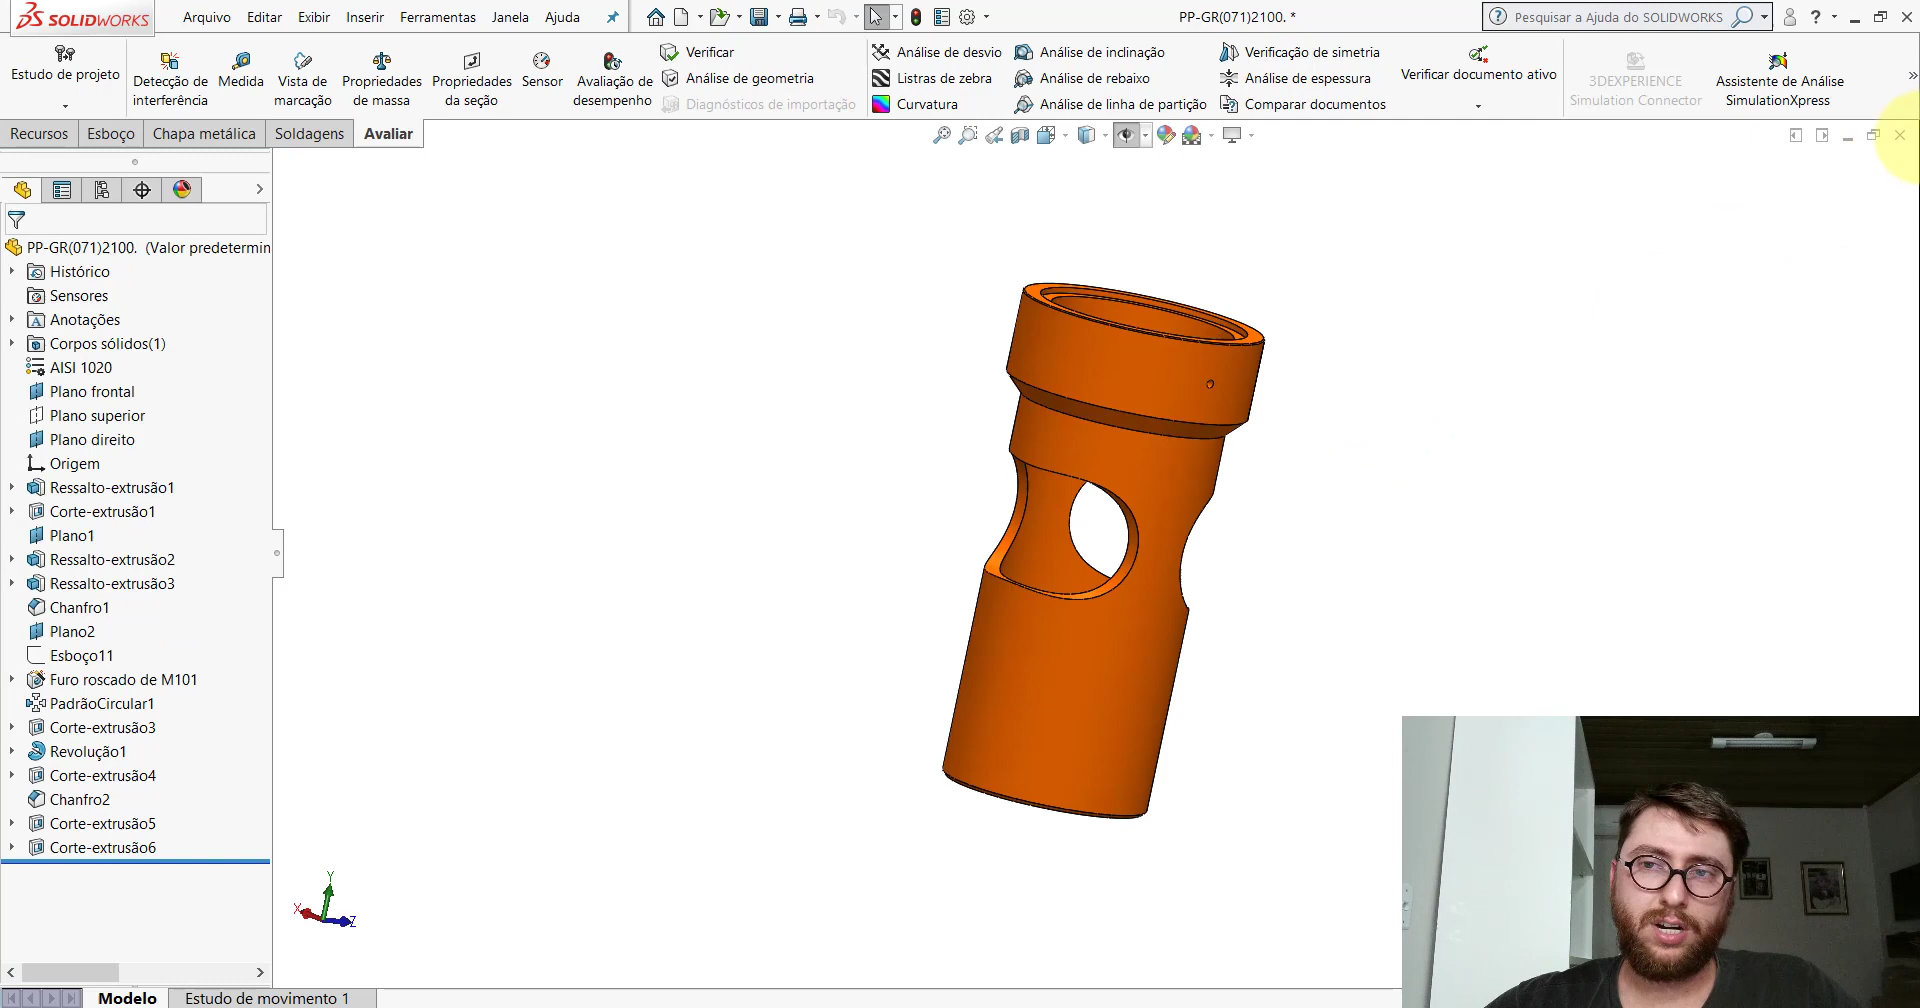 SOLIDWORKS
Arquivo Editar Exibir Inserir Ferramentas Janela Ajuda
PP-GR(071)2100. *
Pesquisar a Ajuda do SOLIDWORKS
Estudo de projeto
Detecção de interferência
Medida
Vista de marcação
Propriedades de massa
Propriedades da seção
Sensor
Avaliação de desempenho
Verificar
Análise de geometria
Diagnósticos de importação
Análise de desvio
Listras de zebra
Curvatura
Análise de inclinação
Análise de rebaixo
Análise de linha de partição
Verificação de simetria
Análise de espessura
Comparar documentos
Verificar documento ativo
3DEXPERIENCE
Simulation Connector
Assistente de Análise
SimulationXpress
Recursos Esboço Chapa metálica Soldagens Avaliar
PP-GR(071)2100. (Valor predetermin
Histórico
Sensores
Anotações
Corpos sólidos(1)
AISI 1020
Plano frontal
Plano superior
Plano direito
Origem
Ressalto-extrusão1
Corte-extrusão1
Plano1
Ressalto-extrusão2
Ressalto-extrusão3
Chanfro1
Plano2
Esboço11
Furo roscado de M101
PadrãoCircular1
Corte-extrusão3
Revolução1
Corte-extrusão4
Chanfro2
Corte-extrusão5
Corte-extrusão6
Y
X
Z
Modelo Estudo de movimento 1